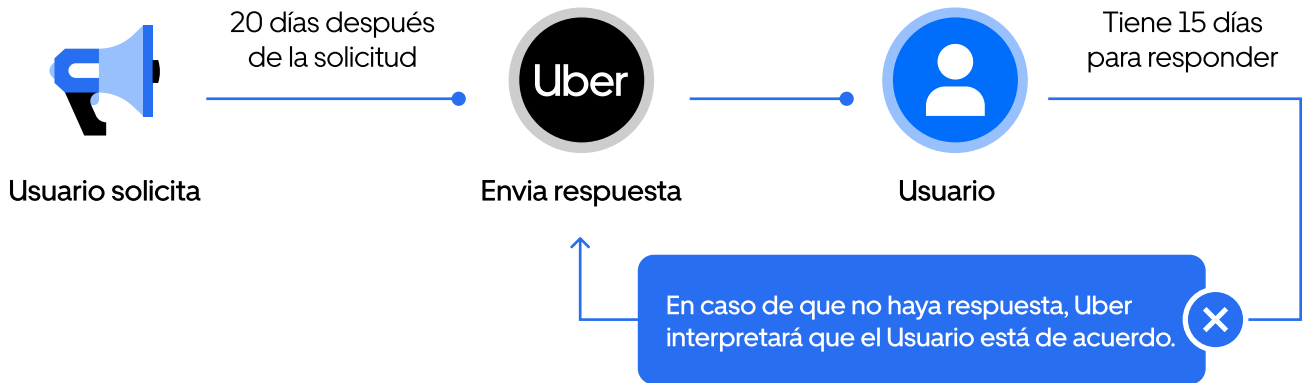 20 días después
de la solicitud
Tiene 15 días
para responder
Uber
Usuario solicita
Envia respuesta
Usuario
En caso de que no haya respuesta, Uber
interpretará que el Usuario está de acuerdo.